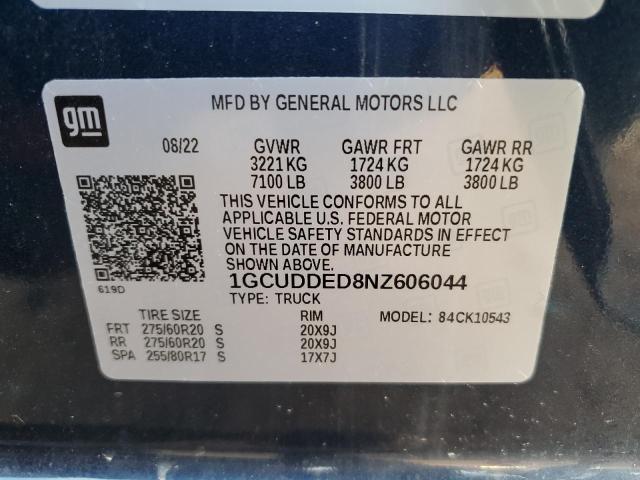 gm
MFD BY GENERAL MOTORS LLC
08/22 GVWR GAWR FRT GAWR RR
3221 KG 1724 KG 1724 KG
7100 LB 3800 LB 3800 LB
THIS VEHICLE CONFORMS TO ALL
APPLICABLE U.S. FEDERAL MOTOR
VEHICLE SAFETY STANDARDS IN EFFECT
ON THE DATE OF MANUFACTURE
SHOWN ABOVE.
619D
1GCUDDED8NZ606044
TYPE: TRUCK
TIRE SIZE RIM MODEL: 84CK10543
FRT 275/60R20 S 20X9J
RR 275/60R20 S 20X9J
SPA 255/80R17 S 17X7J